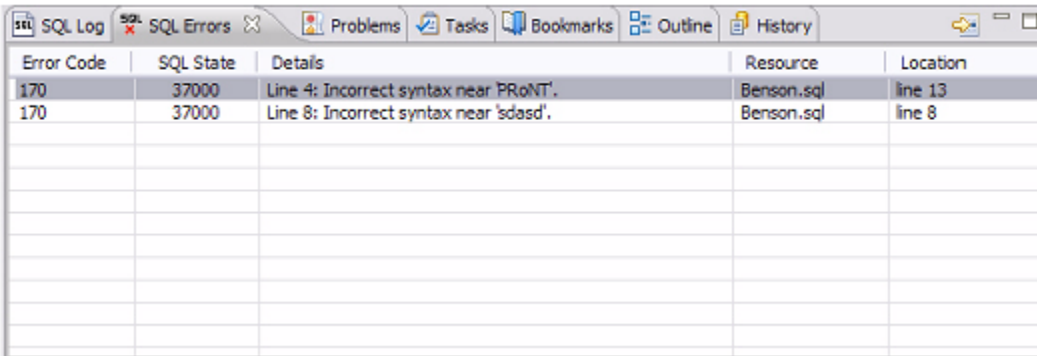 SQL Log SQL SQL Errors Problems Tasks Bookmarks Outline History
Error Code SQL State Details Resource Location
170 37000 Line 4: Incorrect syntax near 'PRoNT'. Benson.sql line 13
170 37000 Line 8: Incorrect syntax near 'sdasd'. Benson.sql line 8